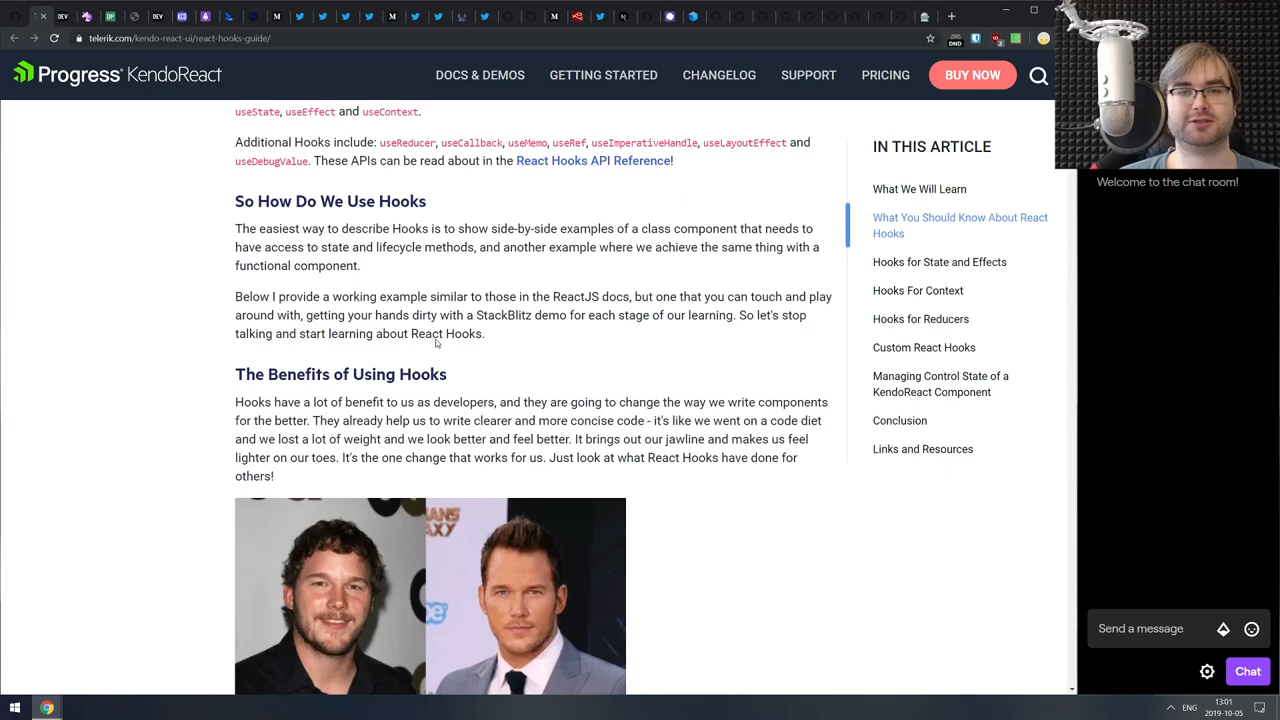 telerik.com/kendo-react-ui/react-hooks-guide/
DND
Progress® KendoReact
DOCS & DEMOS
GETTING STARTED
CHANGELOG
SUPPORT
PRICING
BUY NOW
useState, useEffect and useContext.
Additional Hooks include: useReducer, useCallback, useMemo, useRef, useImperativeHandle, useLayoutEffect and
useDebugValue. These APIs can be read about in the React Hooks API Reference!
So How Do We Use Hooks
The easiest way to describe Hooks is to show side-by-side examples of a class component that needs to
have access to state and lifecycle methods, and another example where we achieve the same thing with a
functional component.
Below I provide a working example similar to those in the ReactJS docs, but one that you can touch and play
around with, getting your hands dirty with a StackBlitz demo for each stage of our learning. So let's stop
talking and start learning about React Hooks.
The Benefits of Using Hooks
Hooks have a lot of benefit to us as developers, and they are going to change the way we write components
for the better. They already help us to write clearer and more concise code - it's like we went on a code diet
and we lost a lot of weight and we look better and feel better. It brings out our jawline and makes us feel
lighter on our toes. It's the one change that works for us. Just look at what React Hooks have done for
others!
IN THIS ARTICLE
What We Will Learn
What You Should Know About React
Hooks
Hooks for State and Effects
Hooks For Context
Hooks for Reducers
Custom React Hooks
Managing Control State of a
KendoReact Component
Conclusion
Links and Resources
Welcome to the chat room!
Send a message
Chat
ENG
13:01
2019-10-05